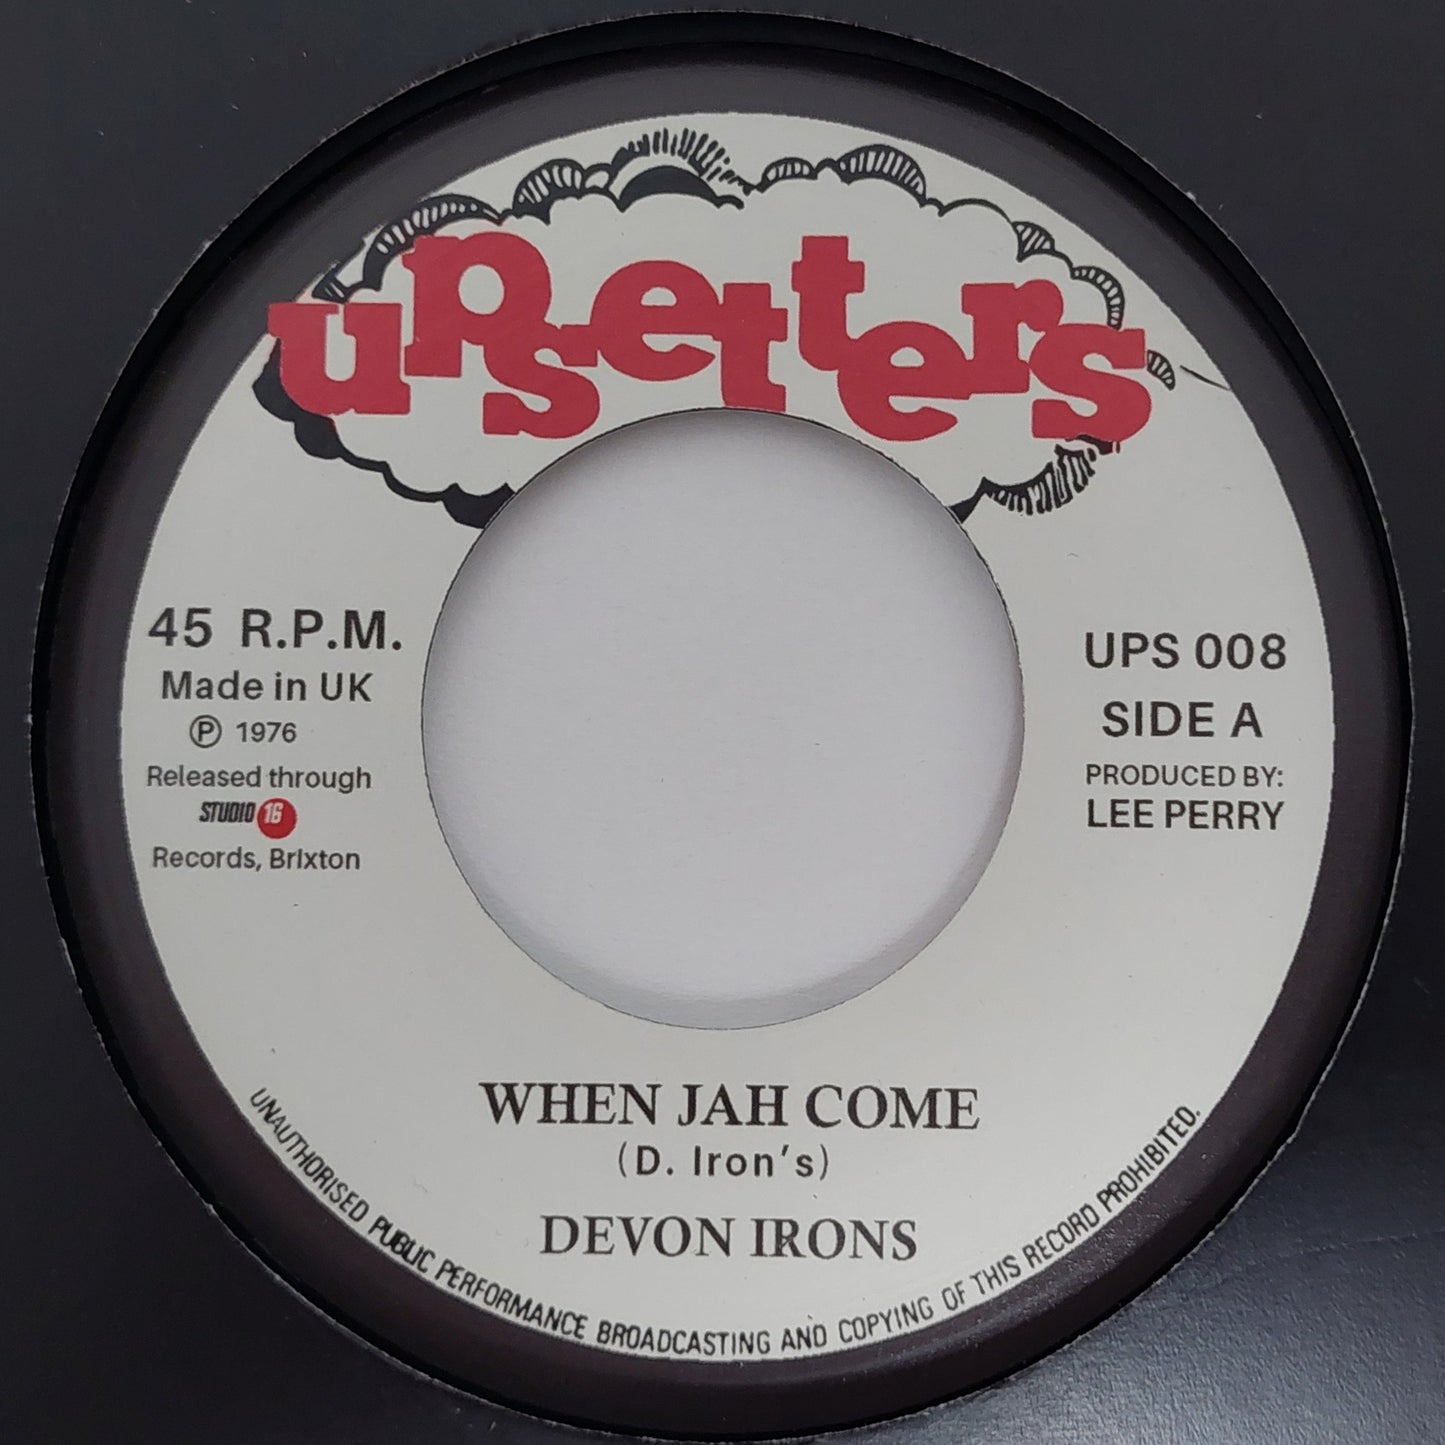 upsetters
45 R.P.M.
Made in UK
Ⓟ 1976
Released through
STUDIO 16
Records, Brixton
UPS 008
SIDE A
PRODUCED BY:
LEE PERRY
WHEN JAH COME
(D. Iron's)
DEVON IRONS
UNAUTHORISED PUBLIC PERFORMANCE BROADCASTING AND COPYING OF THIS RECORD PROHIBITED.